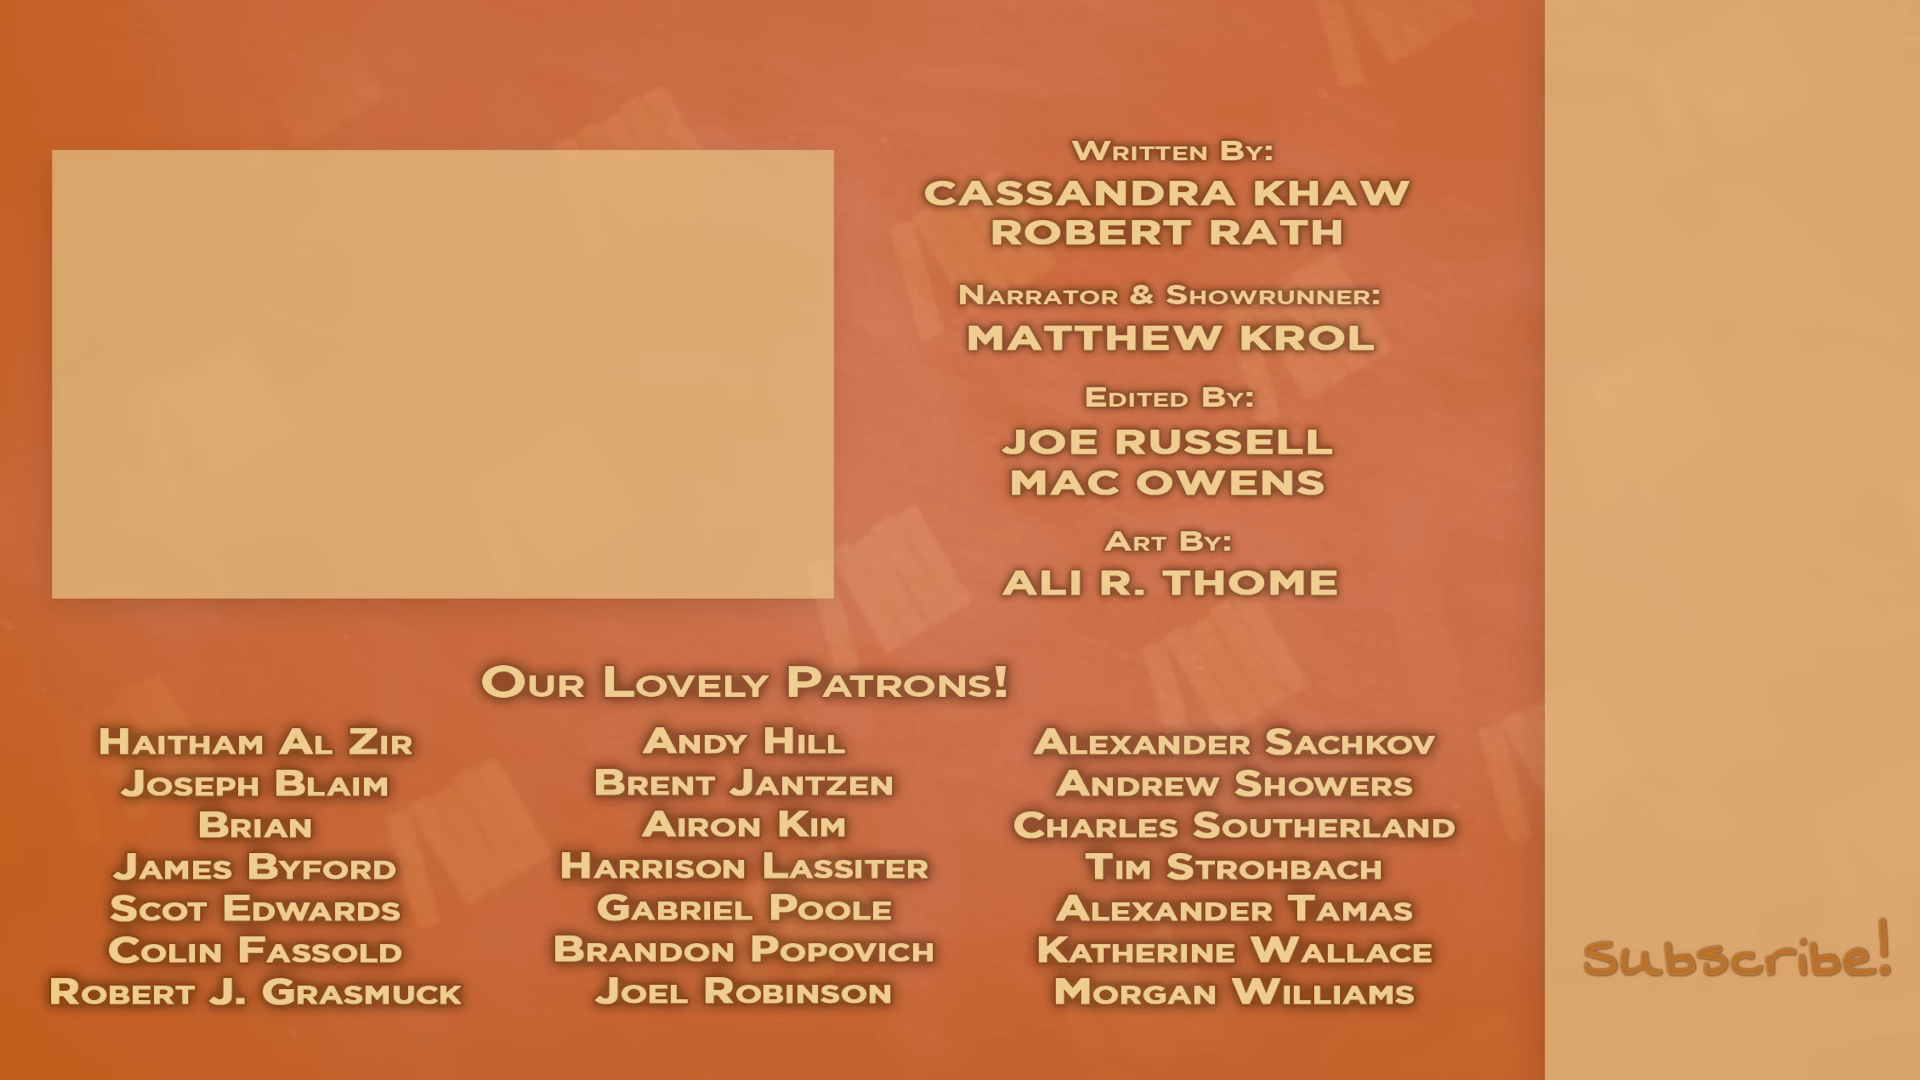 Written By:
CASSANDRA KHAW
ROBERT RATH
Narrator & Showrunner:
MATTHEW KROL
Edited By:
JOE RUSSELL
MAC OWENS
Art By:
ALI R. THOME
Our Lovely Patrons!
Haitham Al Zir
Joseph Blaim
Brian
James Byford
Scot Edwards
Colin Fassold
Robert J. Grasmuck
Andy Hill
Brent Jantzen
Airon Kim
Harrison Lassiter
Gabriel Poole
Brandon Popovich
Joel Robinson
Alexander Sachkov
Andrew Showers
Charles Southerland
Tim Strohbach
Alexander Tamas
Katherine Wallace
Morgan Williams
Subscribe!